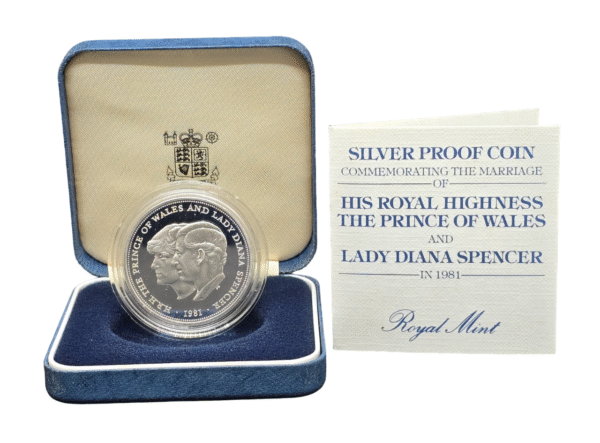 H.R.H. THE PRINCE OF WALES AND LADY DIANA SPENCER
· 1981 ·
SILVER PROOF COIN
COMMEMORATING THE MARRIAGE
OF
HIS ROYAL HIGHNESS
THE PRINCE OF WALES
AND
LADY DIANA SPENCER
IN 1981
Royal Mint